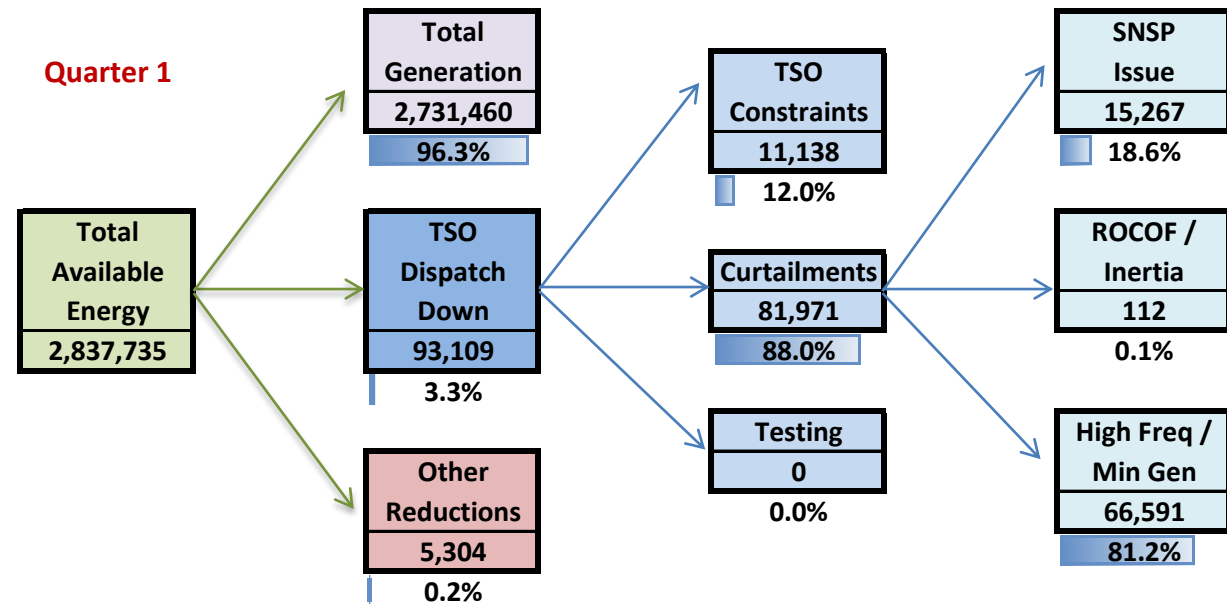 Quarter 1
Total
Available
Energy
2,837,735
Total
Generation
2,731,460
96.3%
TSO
Dispatch
Down
93,109
3.3%
Other
Reductions
5,304
0.2%
TSO
Constraints
11,138
12.0%
Curtailments
81,971
88.0%
Testing
0
0.0%
SNSP
Issue
15,267
18.6%
ROCOF /
Inertia
112
0.1%
High Freq /
Min Gen
66,591
81.2%